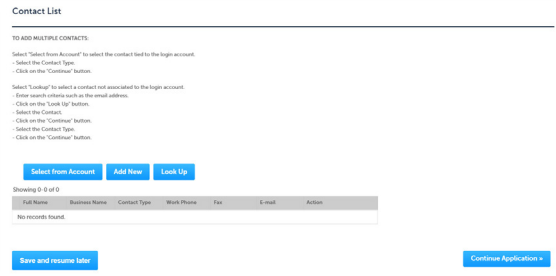 Contact List
TO ADD MULTIPLE CONTACTS:
Select "Select from Account" to select the contact tied to the login account.
- Select the Contact Type.
- Click on the "Continue" button.
Select "Lookup" to select a contact not associated to the login account.
- Enter search criteria such as the email address.
- Click on the "Look Up" button.
- Select the Contact.
- Click on the "Continue" button.
- Select the Contact Type.
- Click on the "Continue" button.
Select from Account Add New Look Up
Showing 0-0 of 0
Full Name Business Name Contact Type Work Phone Fax E-mail Action
No records found.
Save and resume later Continue Application »